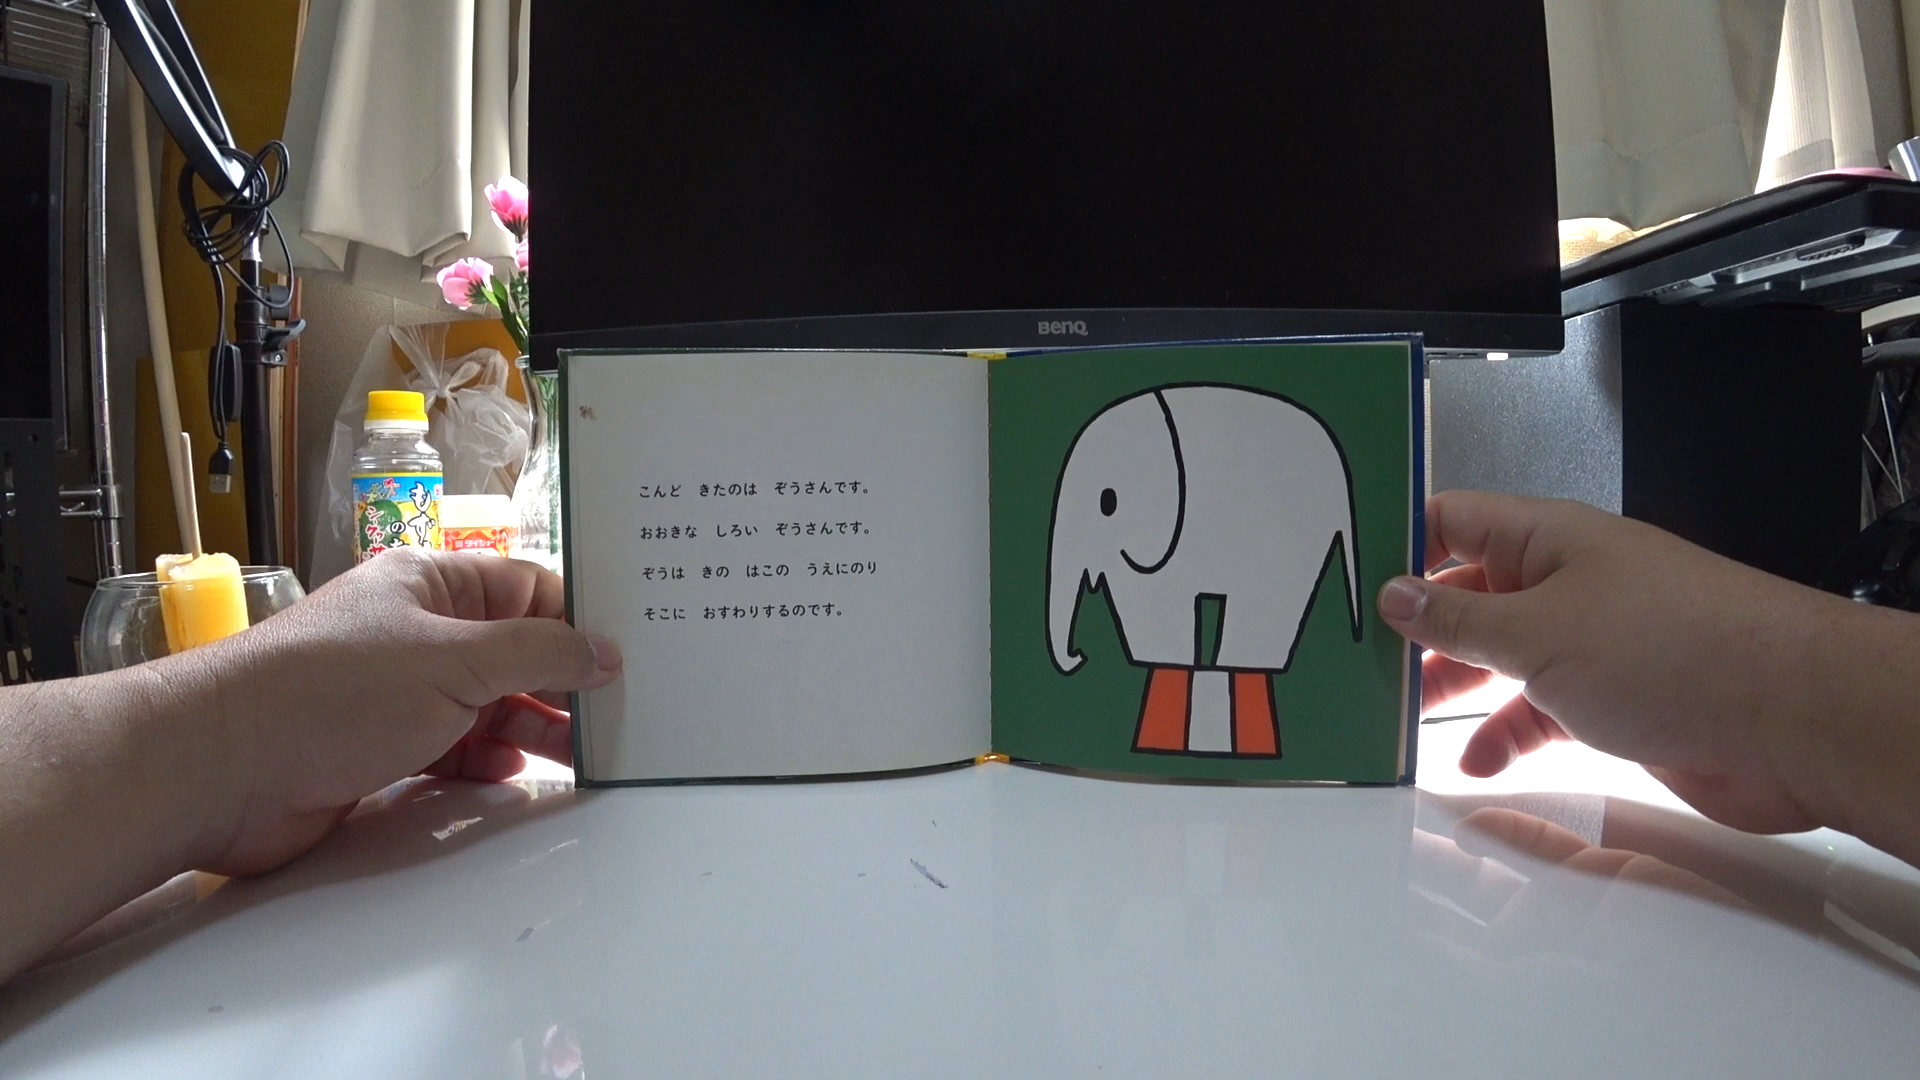 BenQ
こんど きたのは ぞうさんです。
おおきな しろい ぞうさんです。
ぞうは きの はこの うえにのり
そこに おすわりするのです。